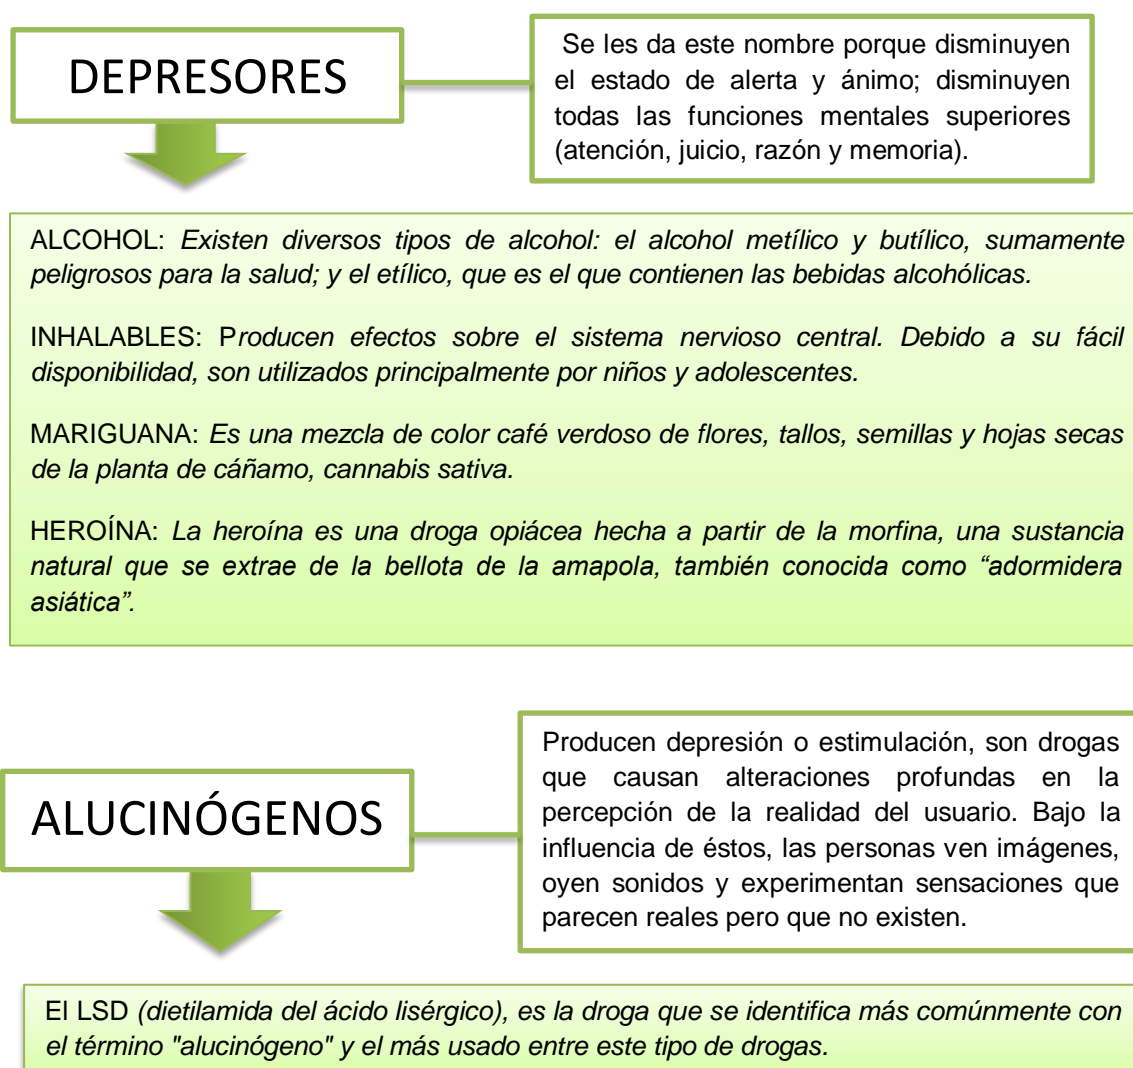 DEPRESORES
Se les da este nombre porque disminuyen
el estado de alerta y ánimo; disminuyen
todas las funciones mentales superiores
(atención, juicio, razón y memoria).
ALCOHOL: Existen diversos tipos de alcohol: el alcohol metílico y butílico, sumamente
peligrosos para la salud; y el etílico, que es el que contienen las bebidas alcohólicas.
INHALABLES: Producen efectos sobre el sistema nervioso central. Debido a su fácil
disponibilidad, son utilizados principalmente por niños y adolescentes.
MARIGUANA: Es una mezcla de color café verdoso de flores, tallos, semillas y hojas secas
de la planta de cáñamo, cannabis sativa.
HEROÍNA: La heroína es una droga opiácea hecha a partir de la morfina, una sustancia
natural que se extrae de la bellota de la amapola, también conocida como “adormidera
asiática”.
ALUCINÓGENOS
Producen depresión o estimulación, son drogas
que causan alteraciones profundas en la
percepción de la realidad del usuario. Bajo la
influencia de éstos, las personas ven imágenes,
oyen sonidos y experimentan sensaciones que
parecen reales pero que no existen.
El LSD (dietilamida del ácido lisérgico), es la droga que se identifica más comúnmente con
el término "alucinógeno" y el más usado entre este tipo de drogas.